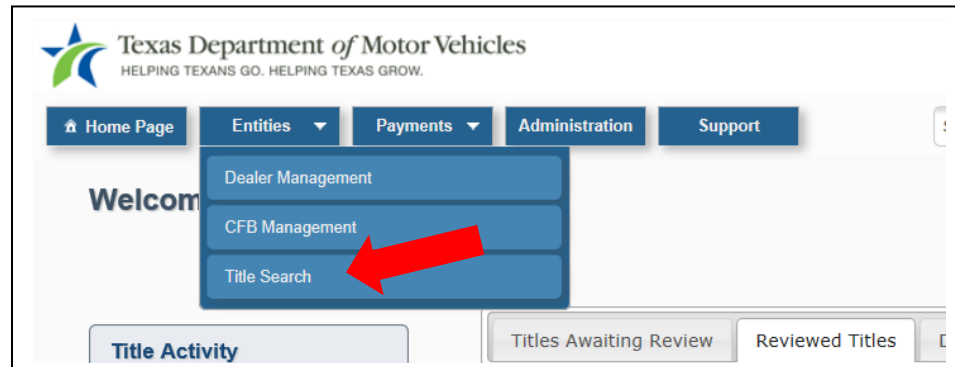 Texas Department of Motor Vehicles
HELPING TEXANS GO. HELPING TEXAS GROW.
Home Page
Entities
Payments
Administration
Support
Dealer Management
CFB Management
Title Search
Title Activity
Titles Awaiting Review
Reviewed Titles